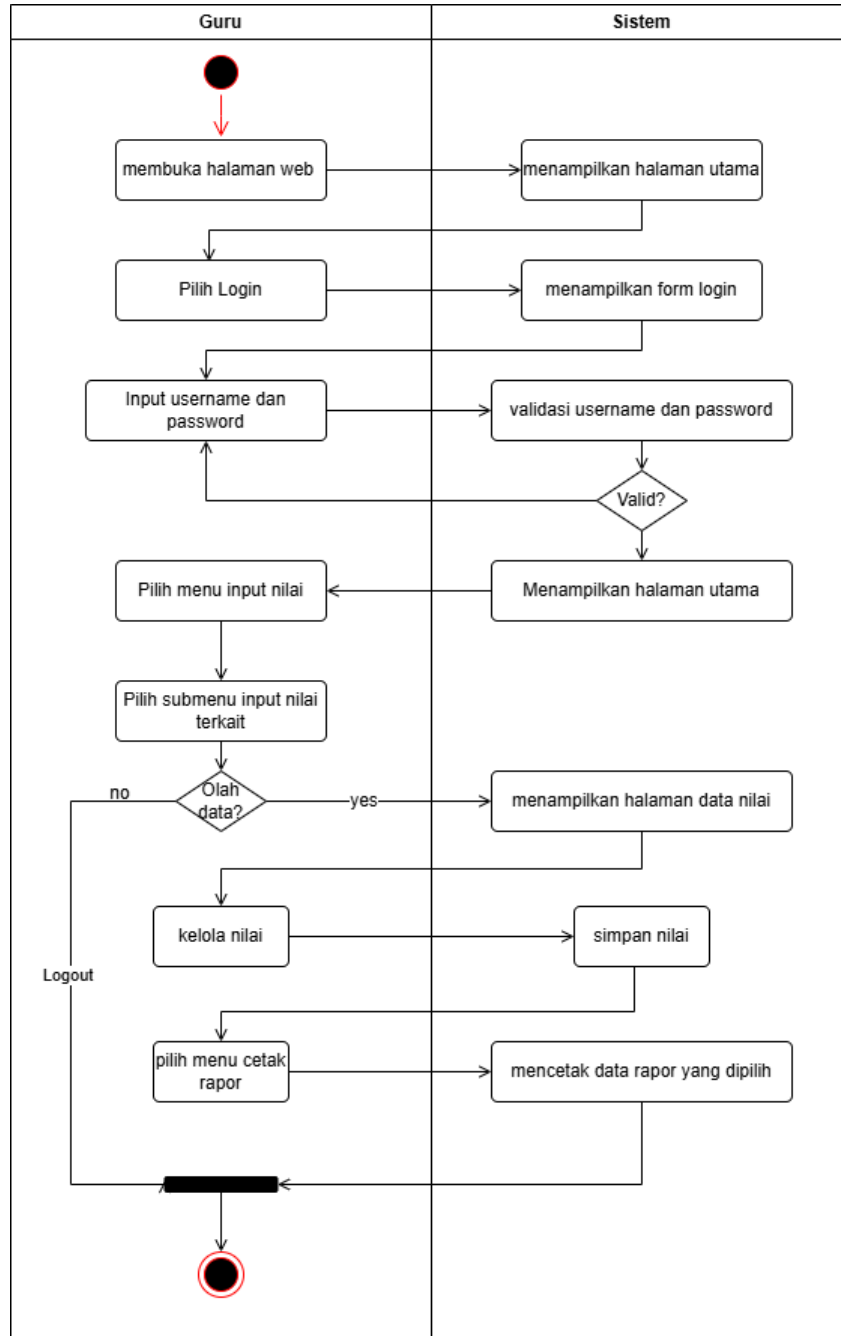 Guru
Sistem
membuka halaman web
menampilkan halaman utama
Pilih Login
menampilkan form login
Input username dan
password
validasi username dan password
Valid?
Pilih menu input nilai
Menampilkan halaman utama
Pilih submenu input nilai
terkait
no
Olah
data?
yes
menampilkan halaman data nilai
kelola nilai
simpan nilai
Logout
pilih menu cetak
rapor
mencetak data rapor yang dipilih